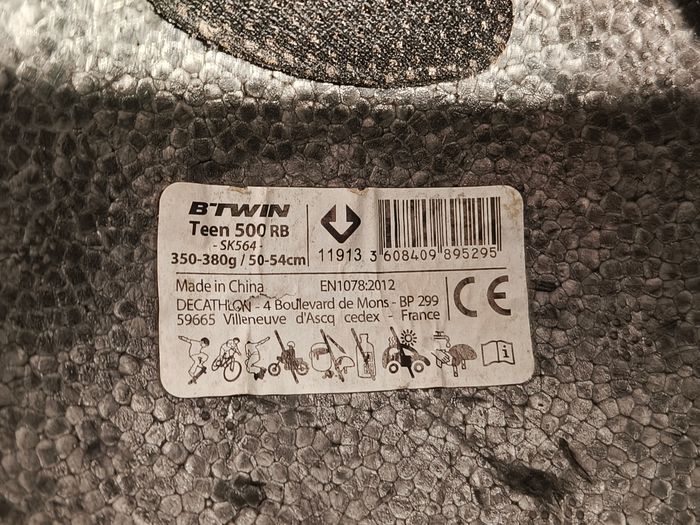 B'TWIN
Teen 500 RB
- SK564 -
350-380g / 50-54cm
11913 3 608409 895295
Made in China EN1078:2012
DECATHLON - 4 Boulevard de Mons - BP 299
59665 Villeneuve d'Ascq cedex - France
CE
i